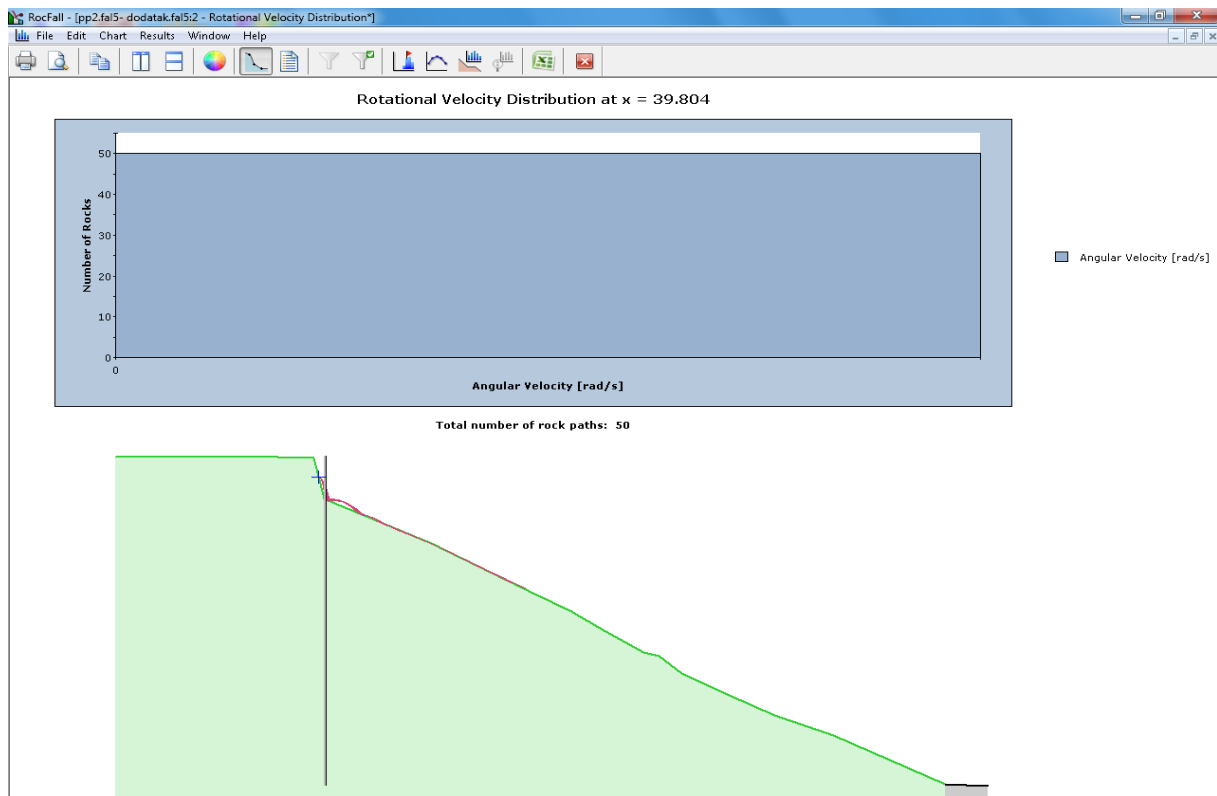 RocFall - [pp2.fal5- dodatak.fal5:2 - Rotational Velocity Distribution*]
File Edit Chart Results Window Help
Rotational Velocity Distribution at x = 39.804
50
40
30
20
10
0
Number of Rocks
0
Angular Velocity [rad/s]
Angular Velocity [rad/s]
Total number of rock paths: 50